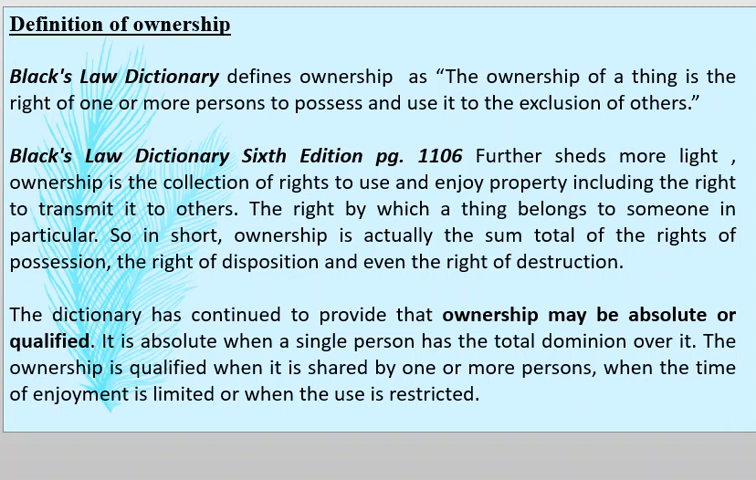 Definition of ownership
Black's Law Dictionary defines ownership as “The ownership of a thing is the
right of one or more persons to possess and use it to the exclusion of others.”
Black's Law Dictionary Sixth Edition pg. 1106 Further sheds more light ,
ownership is the collection of rights to use and enjoy property including the right
to transmit it to others. The right by which a thing belongs to someone in
particular. So in short, ownership is actually the sum total of the rights of
possession, the right of disposition and even the right of destruction.
The dictionary has continued to provide that ownership may be absolute or
qualified. It is absolute when a single person has the total dominion over it. The
ownership is qualified when it is shared by one or more persons, when the time
of enjoyment is limited or when the use is restricted.